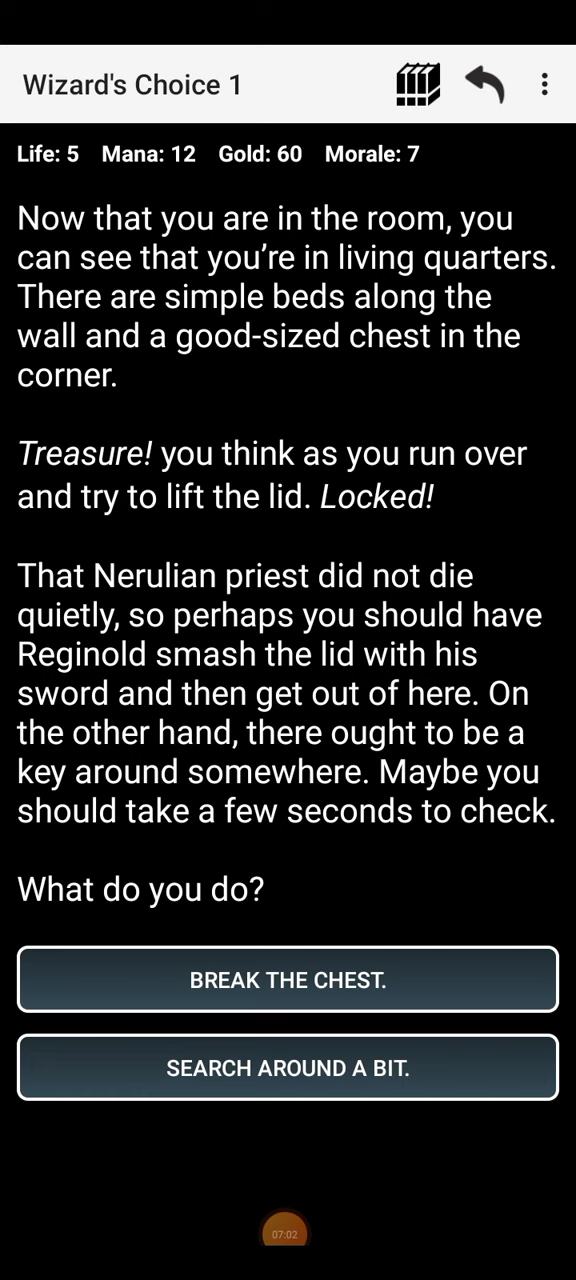 Wizard's Choice 1
Life: 5 Mana: 12 Gold: 60 Morale: 7
Now that you are in the room, you
can see that you’re in living quarters.
There are simple beds along the
wall and a good-sized chest in the
corner.
Treasure! you think as you run over
and try to lift the lid. Locked!
That Nerulian priest did not die
quietly, so perhaps you should have
Reginold smash the lid with his
sword and then get out of here. On
the other hand, there ought to be a
key around somewhere. Maybe you
should take a few seconds to check.
What do you do?
BREAK THE CHEST.
SEARCH AROUND A BIT.
07:02